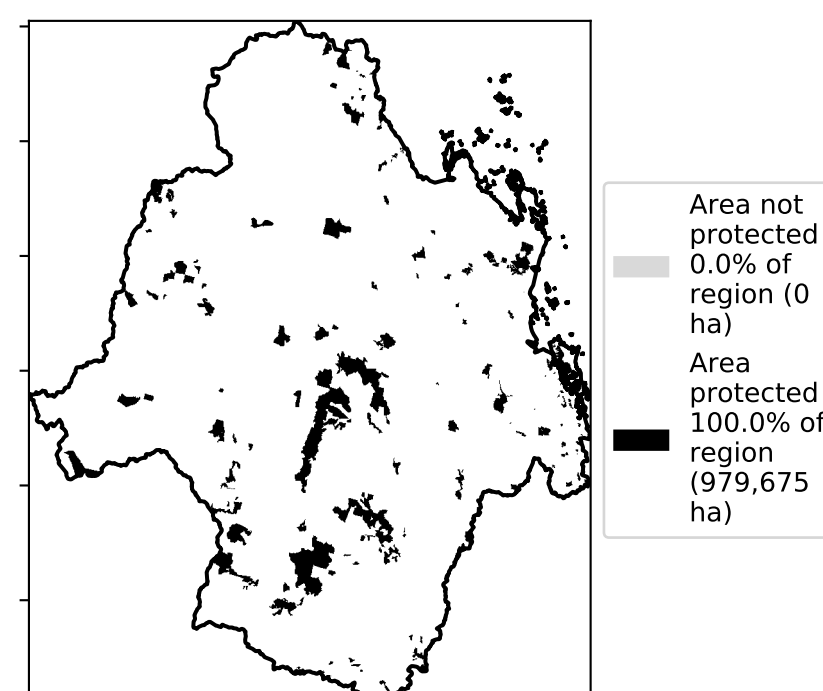 Area not
protected
0.0% of
region (0
ha)
Area
protected
100.0% of
region
(979,675
ha)